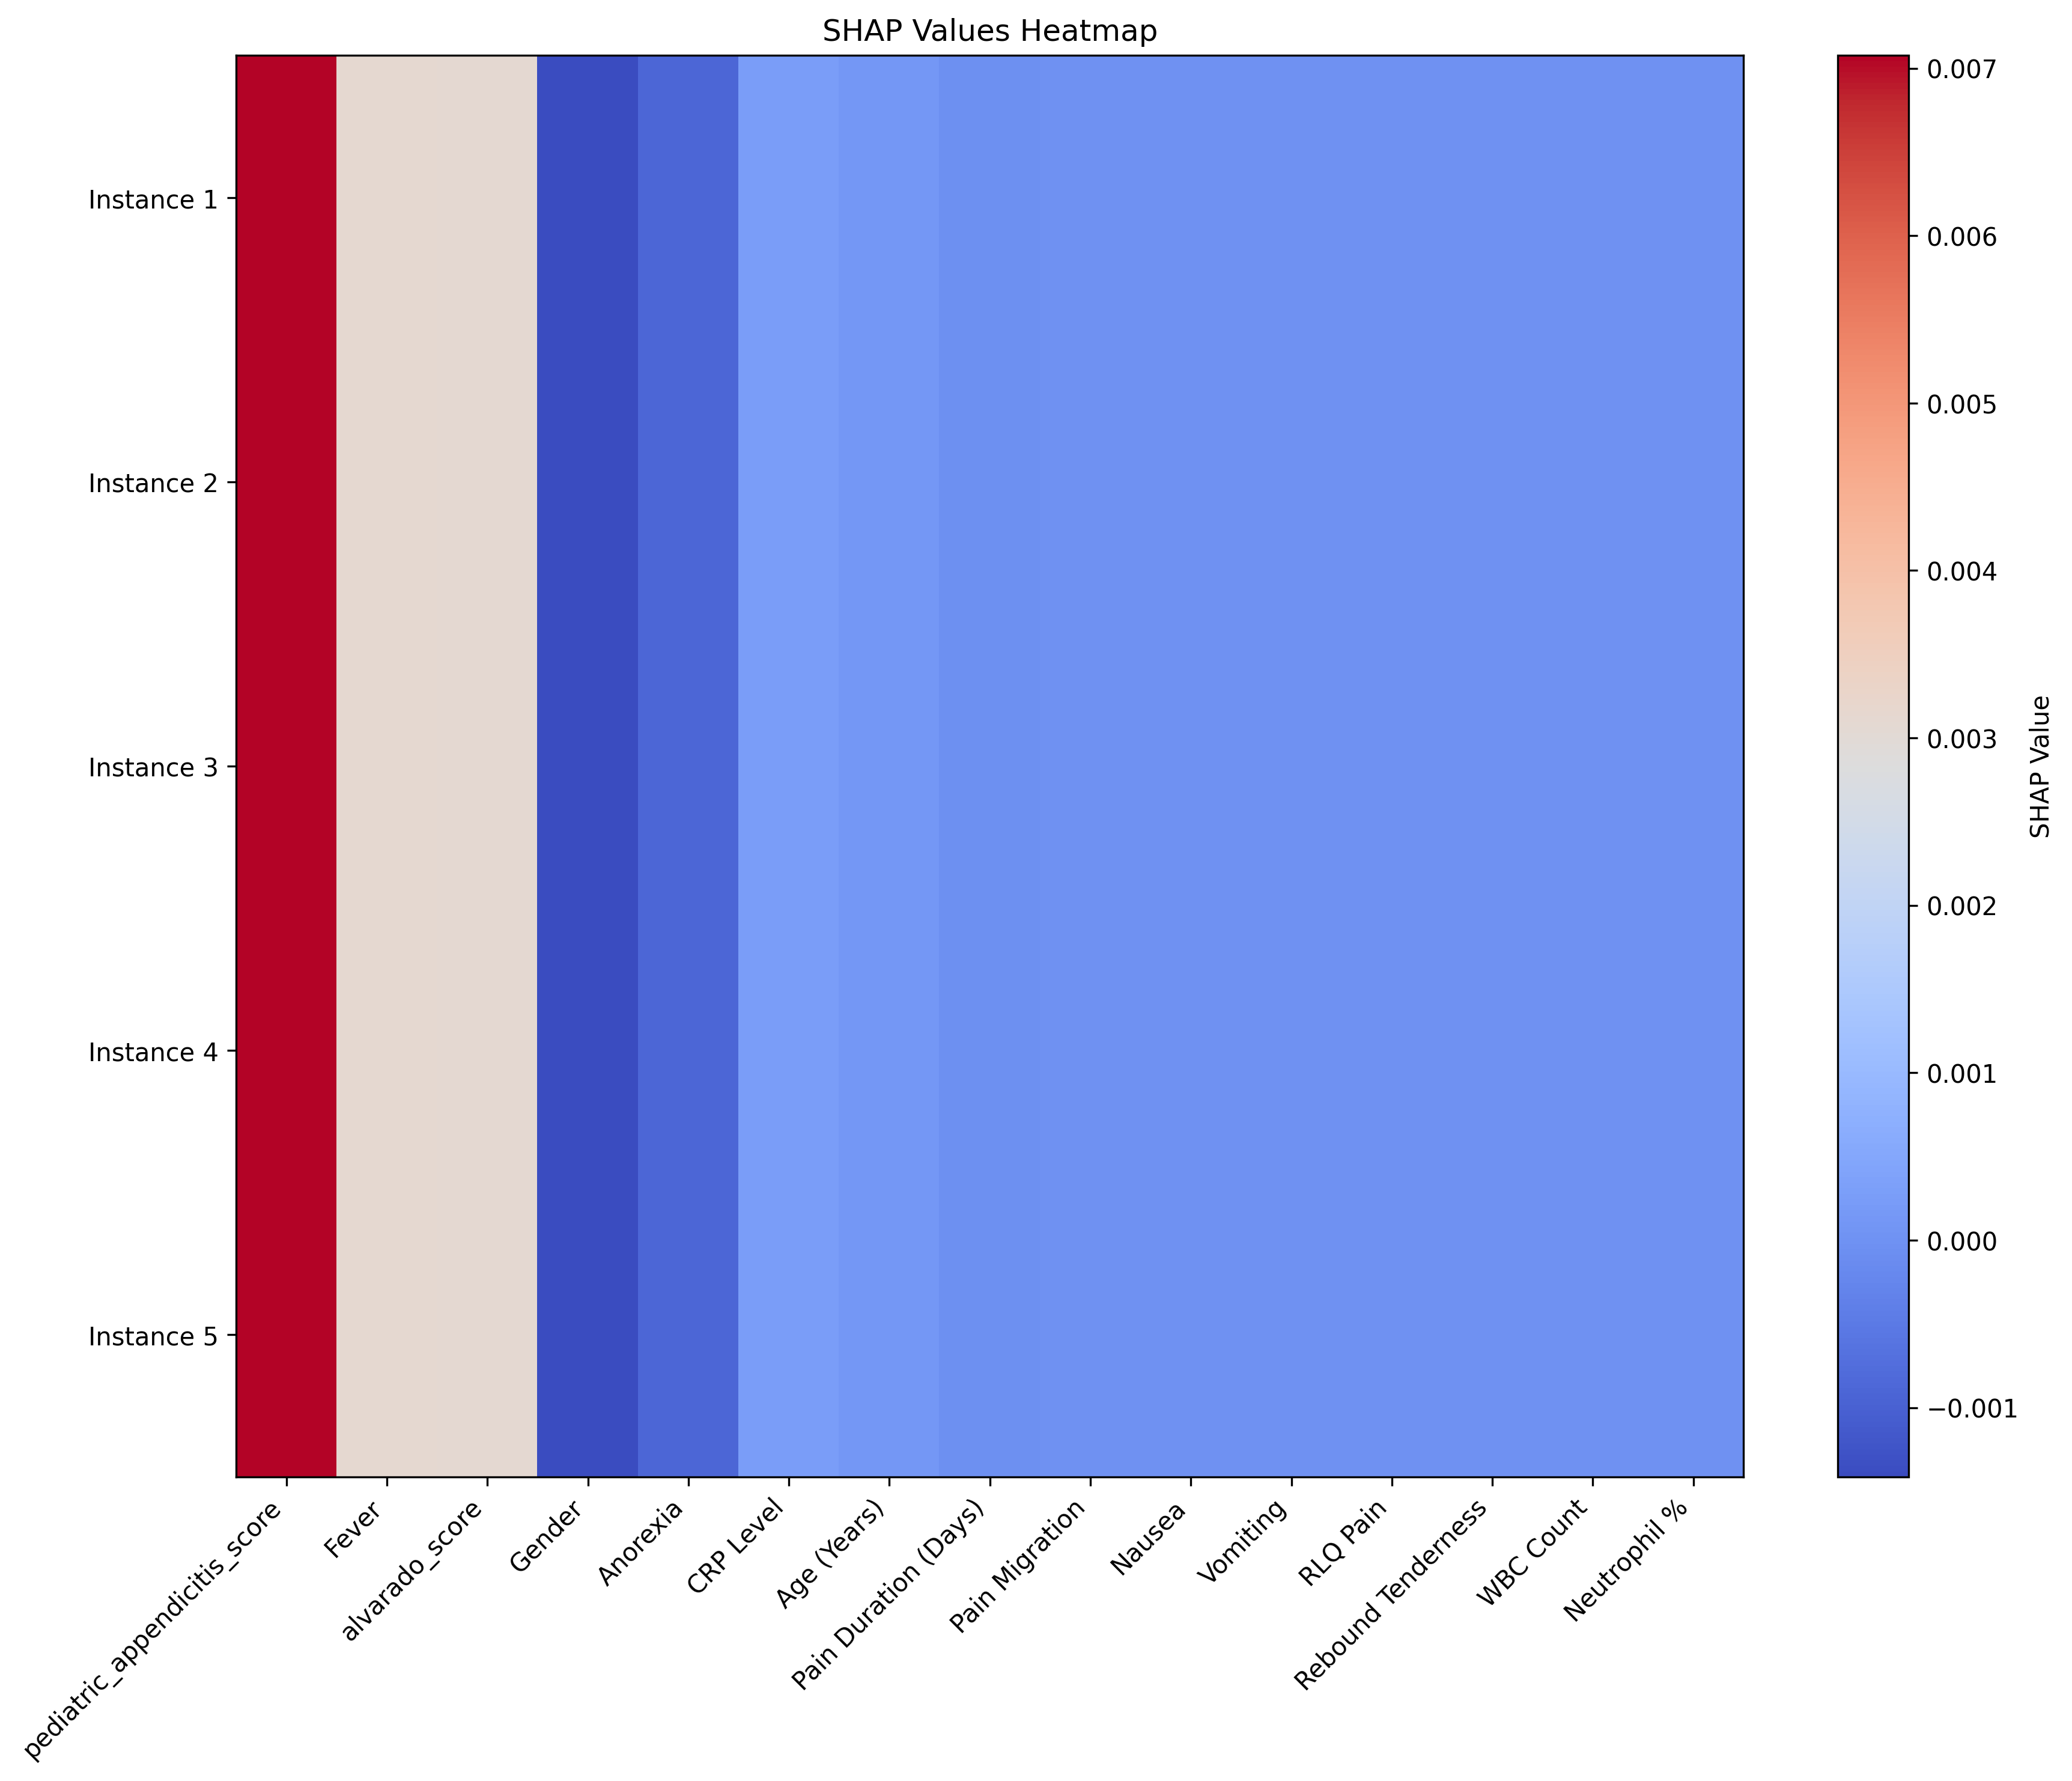 SHAP Values Heatmap
Instance 1
Instance 2
Instance 3
Instance 4
Instance 5
pediatric_appendicitis_score
Fever
alvarado_score
Gender
Anorexia
CRP Level
Age (Years)
Pain Duration (Days)
Pain Migration
Nausea
Vomiting
RLQ Pain
Rebound Tenderness
WBC Count
Neutrophil %
0.007
0.006
0.005
0.004
0.003
0.002
0.001
0.000
−0.001
SHAP Value